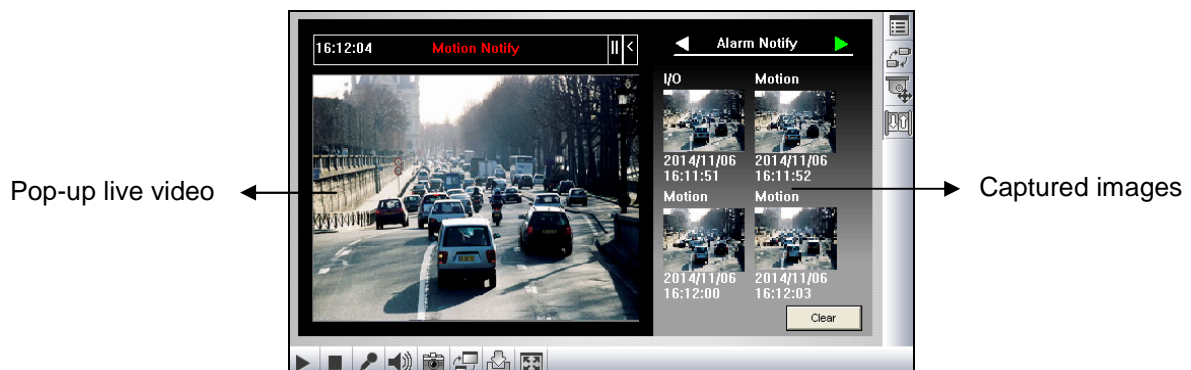 16:12:04 Motion Notify || <
Alarm Notify
I/O Motion
2014/11/06 2014/11/06
16:11:51 16:11:52
Motion Motion
2014/11/06 2014/11/06
16:12:00 16:12:03
Clear
Pop-up live video
Captured images